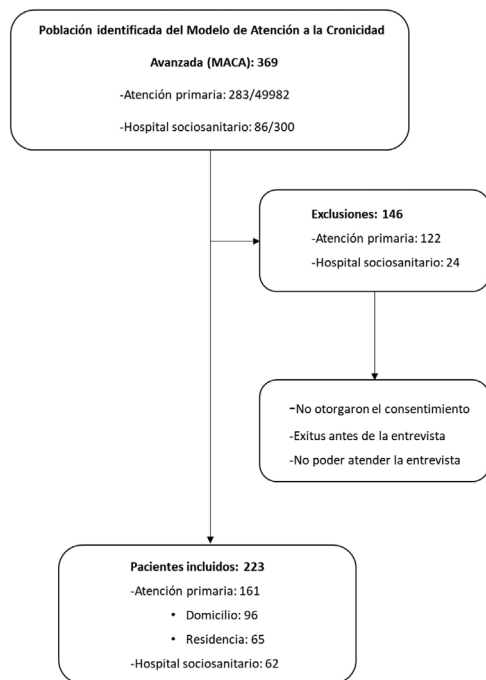 Población identificada del Modelo de Atención a la Cronicidad
Avanzada (MACA): 369
-Atención primaria: 283/49982
-Hospital sociosanitario: 86/300
Exclusiones: 146
-Atención primaria: 122
-Hospital sociosanitario: 24
-No otorgaron el consentimiento
-Exitus antes de la entrevista
-No poder atender la entrevista
Pacientes incluidos: 223
-Atención primaria: 161
• Domicilio: 96
• Residencia: 65
-Hospital sociosanitario: 62